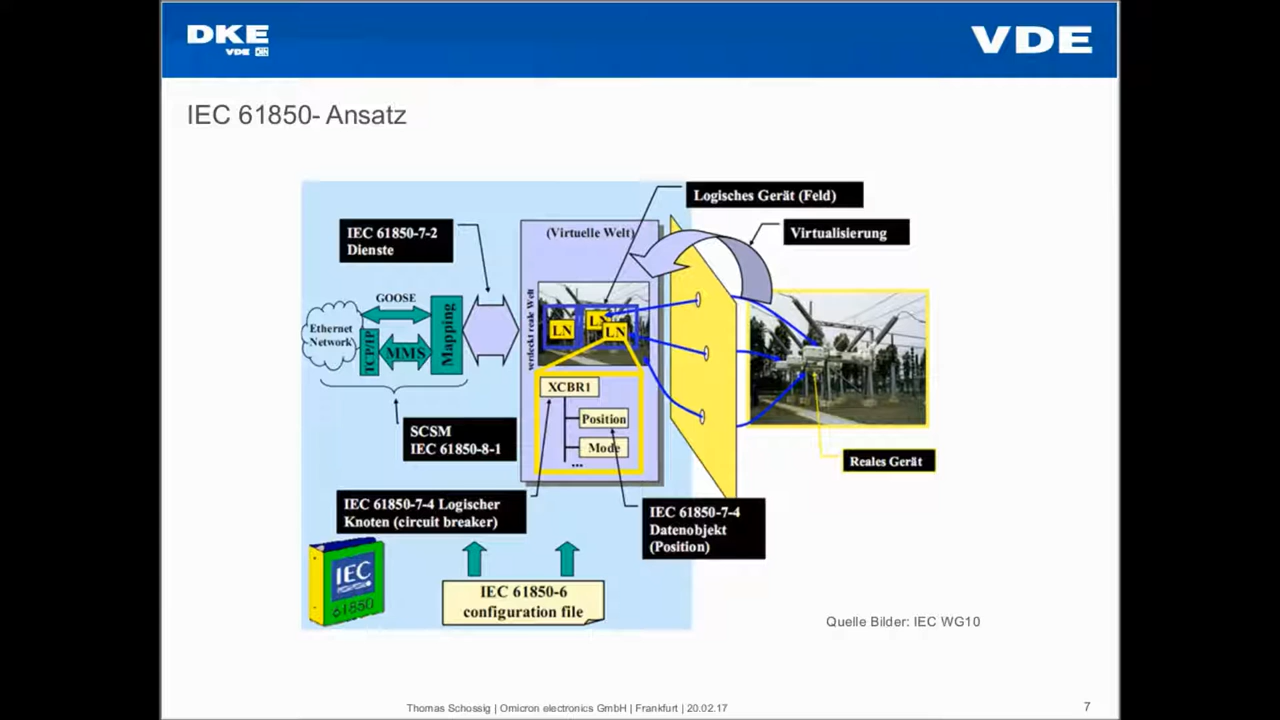 DKE
VDE DIN
VDE
IEC 61850- Ansatz
Logisches Gerät (Feld)
IEC 61850-7-2
Dienste
(Virtuelle Welt)
Virtualisierung
GOOSE
Ethernet
Network
TCP/IP
MMS
Mapping
verdeckt reale Welt
LN
LN
LN
XCBR1
Position
Mode
...
SCSM
IEC 61850-8-1
Reales Gerät
IEC 61850-7-4 Logischer
Knoten (circuit breaker)
IEC 61850-7-4
Datenobjekt
(Position)
IEC
61850
IEC 61850-6
configuration file
Quelle Bilder: IEC WG10
Thomas Schossig | Omicron electronics GmbH | Frankfurt | 20.02.17
7